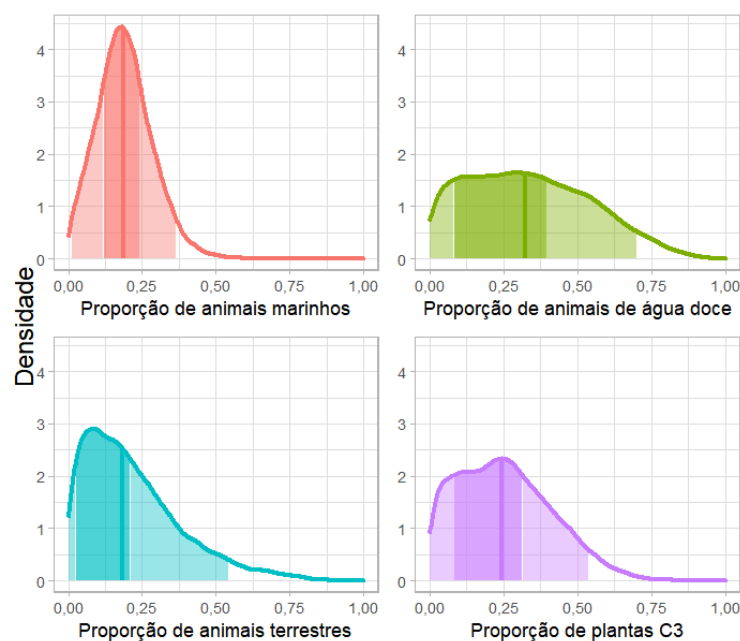 Densidade
4
3
2
1
0
0,00 0,25 0,50 0,75 1,00
Proporção de animais marinhos
4
3
2
1
0
0,00 0,25 0,50 0,75 1,00
Proporção de animais de água doce
4
3
2
1
0
0,00 0,25 0,50 0,75 1,00
Proporção de animais terrestres
4
3
2
1
0
0,00 0,25 0,50 0,75 1,00
Proporção de plantas C3